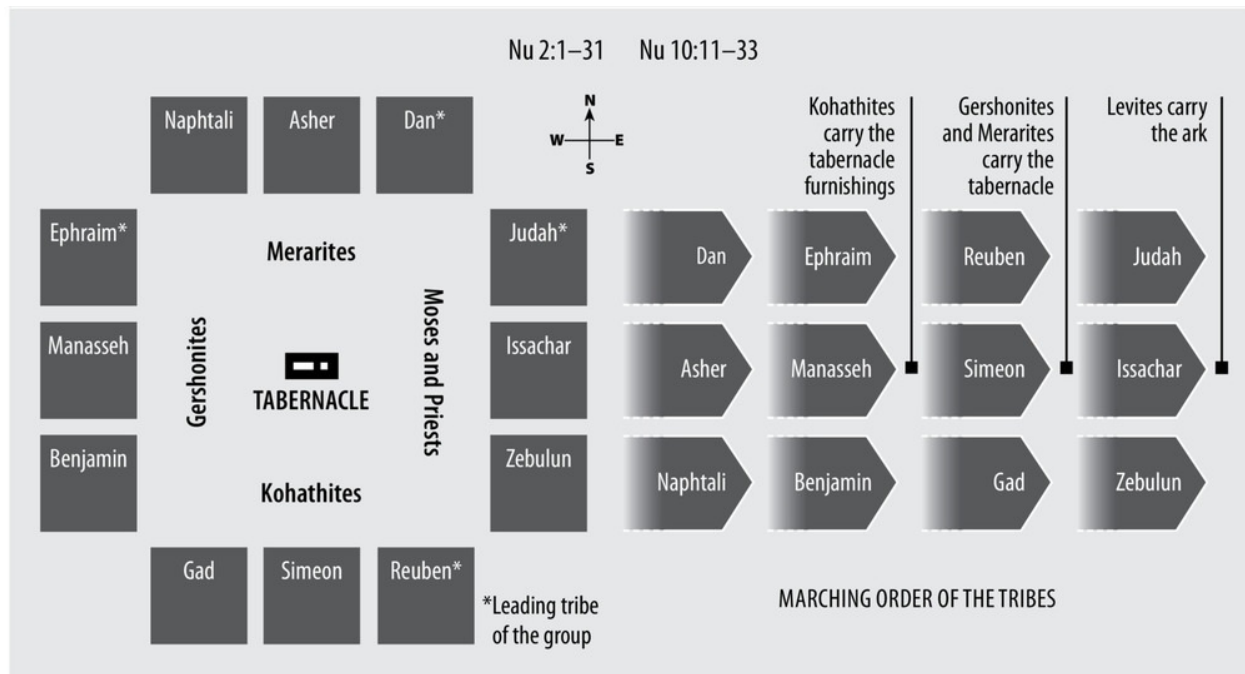 Nu 2:1–31 Nu 10:11–33
Naphtali
Asher
Dan*
N
W
E
S
Ephraim*
Manasseh
Benjamin
Merarites
Gershonites
TABERNACLE
Moses and Priests
Kohathites
Judah*
Issachar
Zebulun
Gad
Simeon
Reuben*
*Leading tribe
of the group
Kohathites
carry the
tabernacle
furnishings
Gershonites
and Merarites
carry the
tabernacle
Levites carry
the ark
Dan
Ephraim
Reuben
Judah
Asher
Manasseh
Simeon
Issachar
Naphtali
Benjamin
Gad
Zebulun
MARCHING ORDER OF THE TRIBES